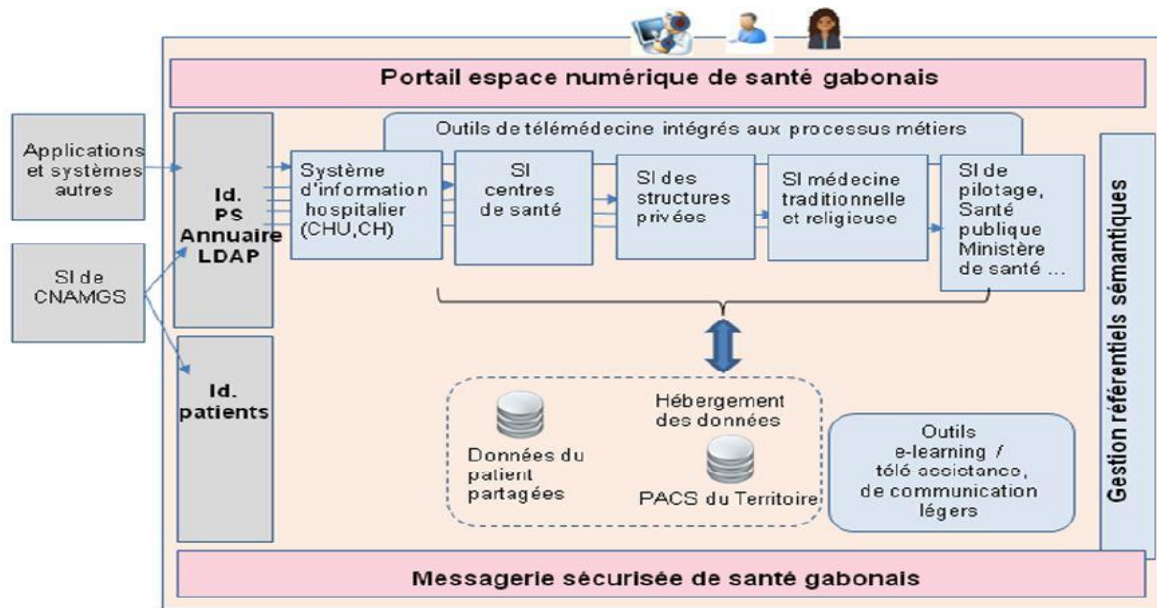 Portail espace numérique de santé gabonais
Applications
et systèmes
autres
SI de
CNAMGS
Id.
PS
Annuaire
LDAP
Id.
patients
Outils de télémédecine intégrés aux processus métiers
Système
d'information
hospitalier
(CHU,CH)
SI
centres
de santé
SI des
structures
privées
SI médecine
traditionnelle
et religieuse
SI de
pilotage,
Santé
publique
Ministère
de santé ...
Gestion référentiels sémantiques
Données du
patient
partagées
Hébergement
des données
PACS du Territoire
Outils
e-learning /
télé assistance,
de communication
légers
Messagerie sécurisée de santé gabonais